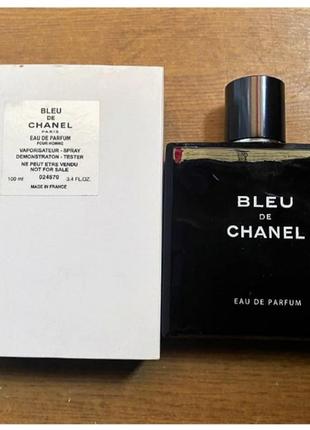 BLEU
DE
CHANEL
PARIS
EAU DE PARFUM
POUR HOMME
VAPORISATEUR - SPRAY
DEMONSTRATON - TESTER
NE PEUT ETRE VENDU
NOT FOR SALE
100 ml 024570 3.4 FL.OZ.
MADE IN FRANCE
BLEU
DE
CHANEL
EAU DE PARFUM